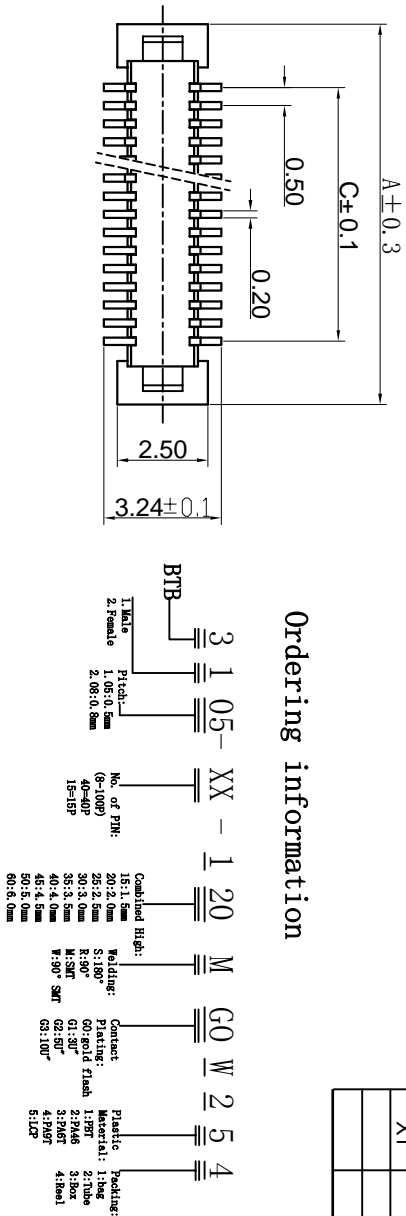 A±0.3
C±0.1
0.50
0.20
2.50
3.24±0.1
Ordering information
BTB
3 1 05- XX - 1 20 M G0 W 2 5 4
1. Male
2. Female
Pitch:
1. 05:0.5mm
2. 08:0.8mm
No. of PIN:
(8-100P)
40=40P
15=15P
Combined High:
15:1.5mm
20:2.0mm
25:2.5mm
30:3.0mm
35:3.5mm
40:4.0mm
45:4.5mm
50:5.0mm
60:6.0mm
Welding:
S:180°
R:90°
M:SMT
W:90° SMT
Contact
Plating:
G0:gold flash
G1:3U"
G2:5U"
G3:10U"
Plastic
Material:
1:PBT
2:PA46
3:PA6T
4:PA9T
5:LCP
Packing:
1:bag
2:Tube
3:Box
4:Reel